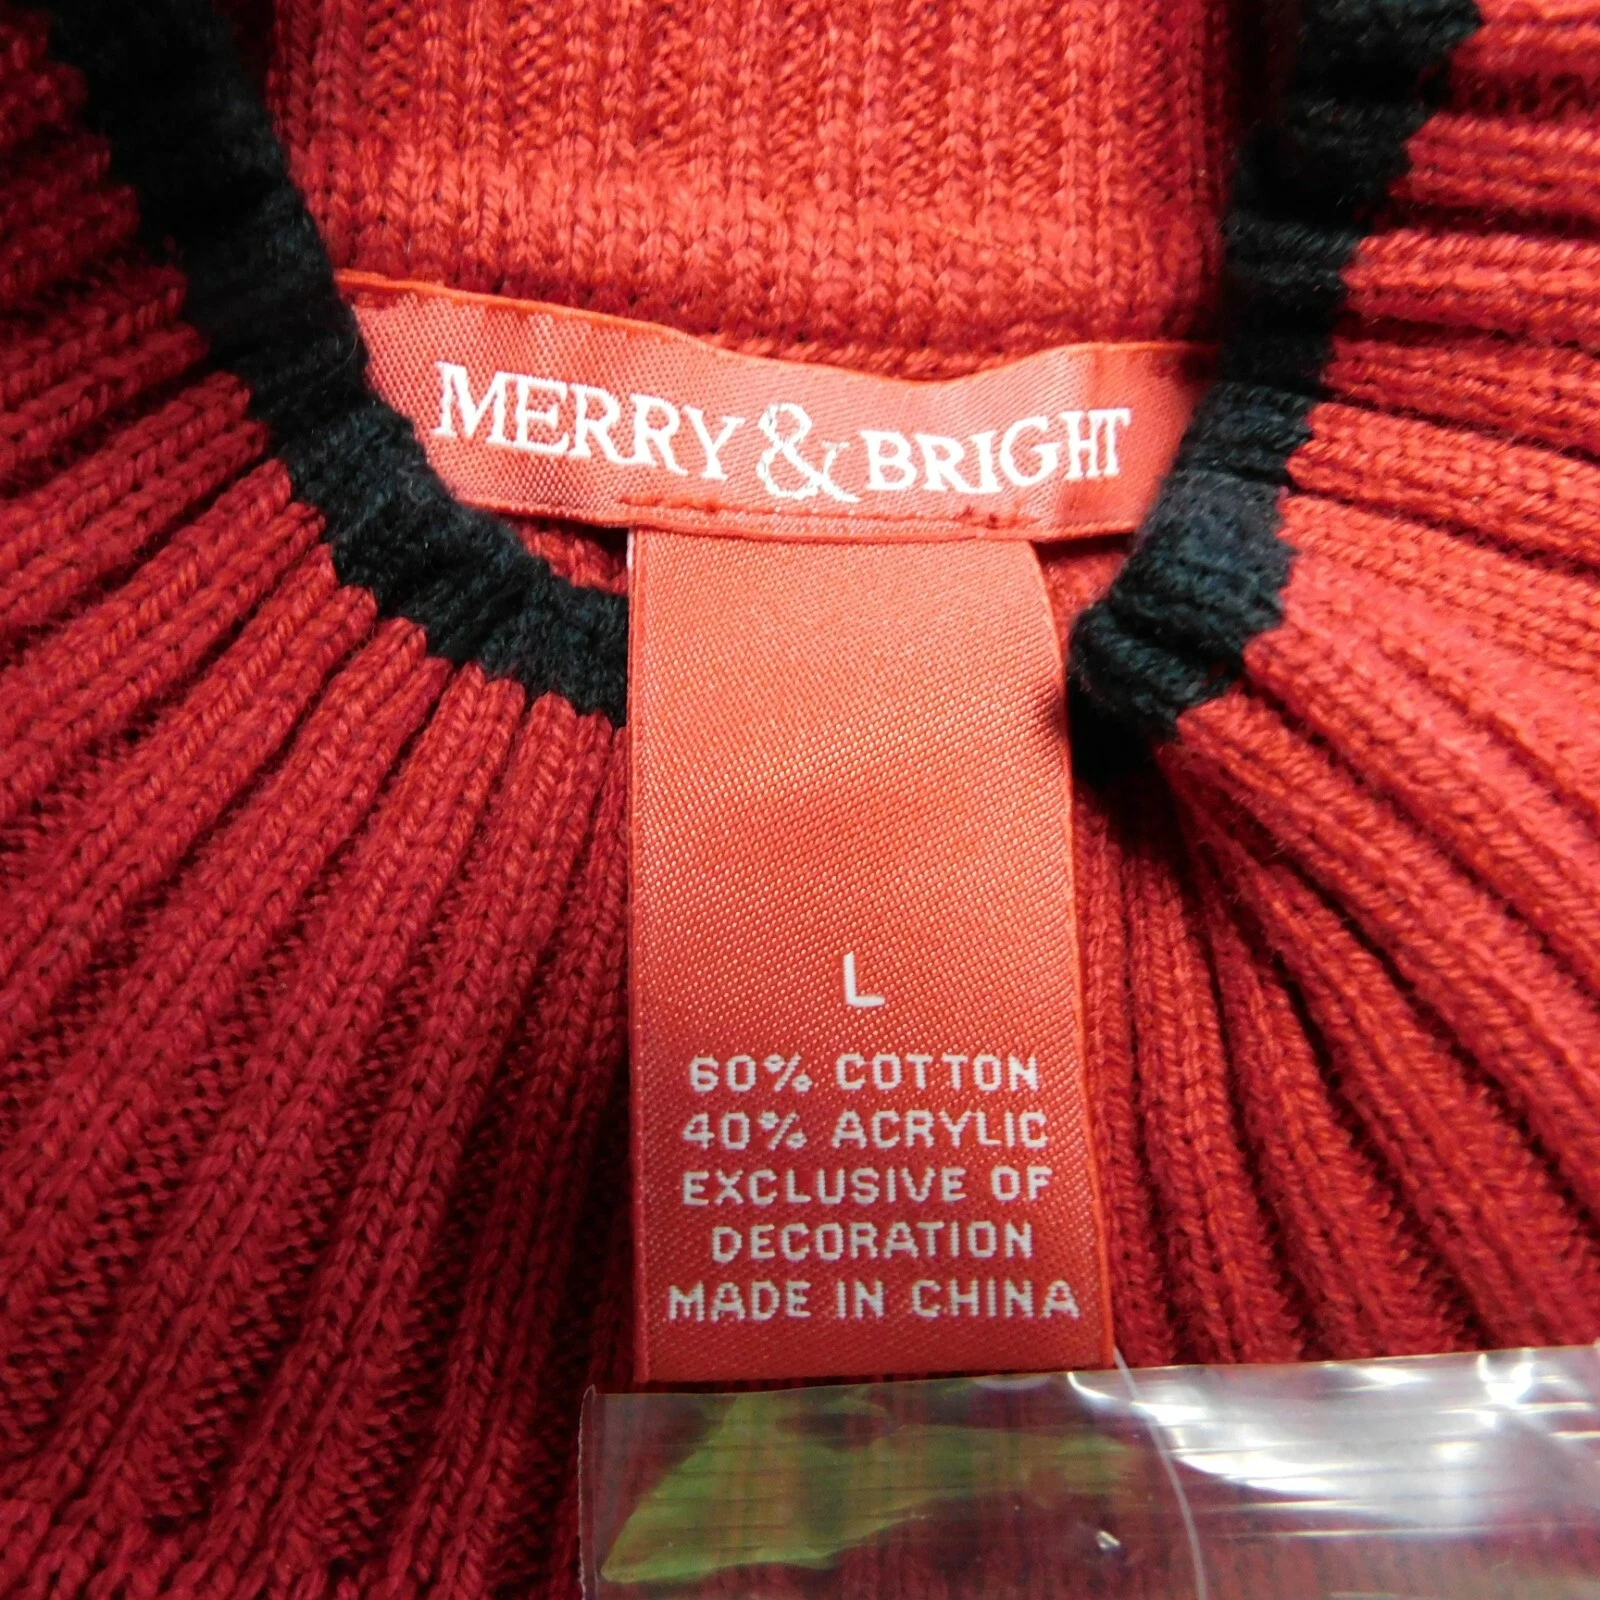 MERRY & BRIGHT
L
60% COTTON
40% ACRYLIC
EXCLUSIVE OF
DECORATION
MADE IN CHINA